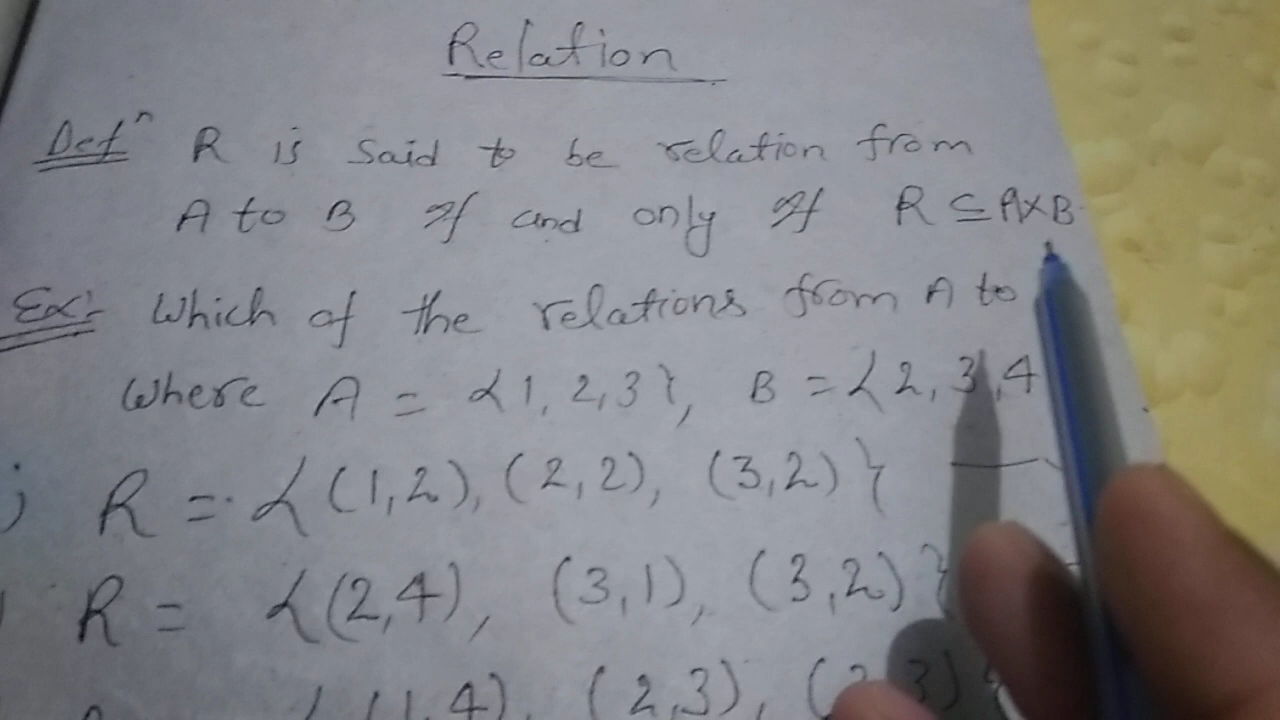 Relation
Defⁿ R is said to be relation from
A to B if and only if R ⊆ A×B
Ex:- Which of the relations from A to
where A = {1, 2, 3}, B = {2, 3, 4
R = {(1,2), (2,2), (3,2)}
R = {(2,4), (3,1), (3,2)}
(1,4), (2,3), ( 3)